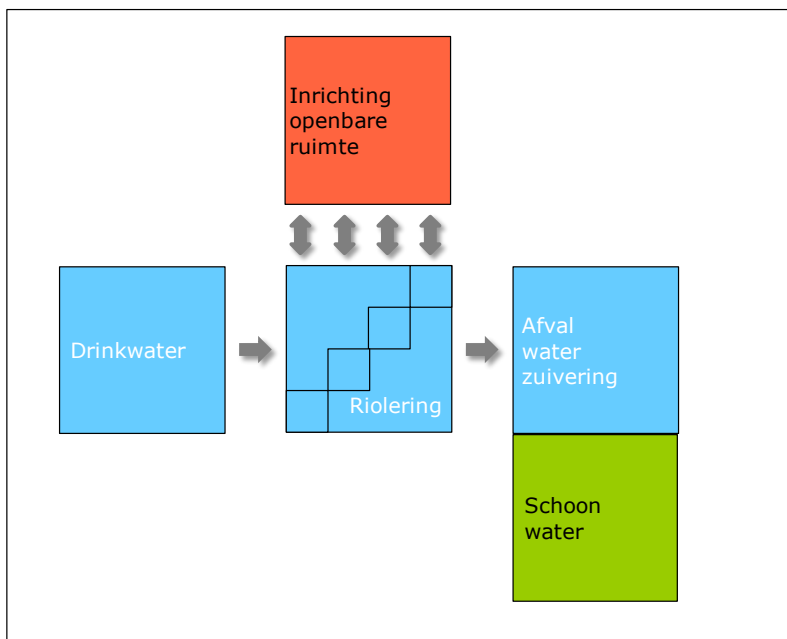 Inrichting
openbare
ruimte
Drinkwater
Riolering
Afval
water
zuivering
Schoon
water